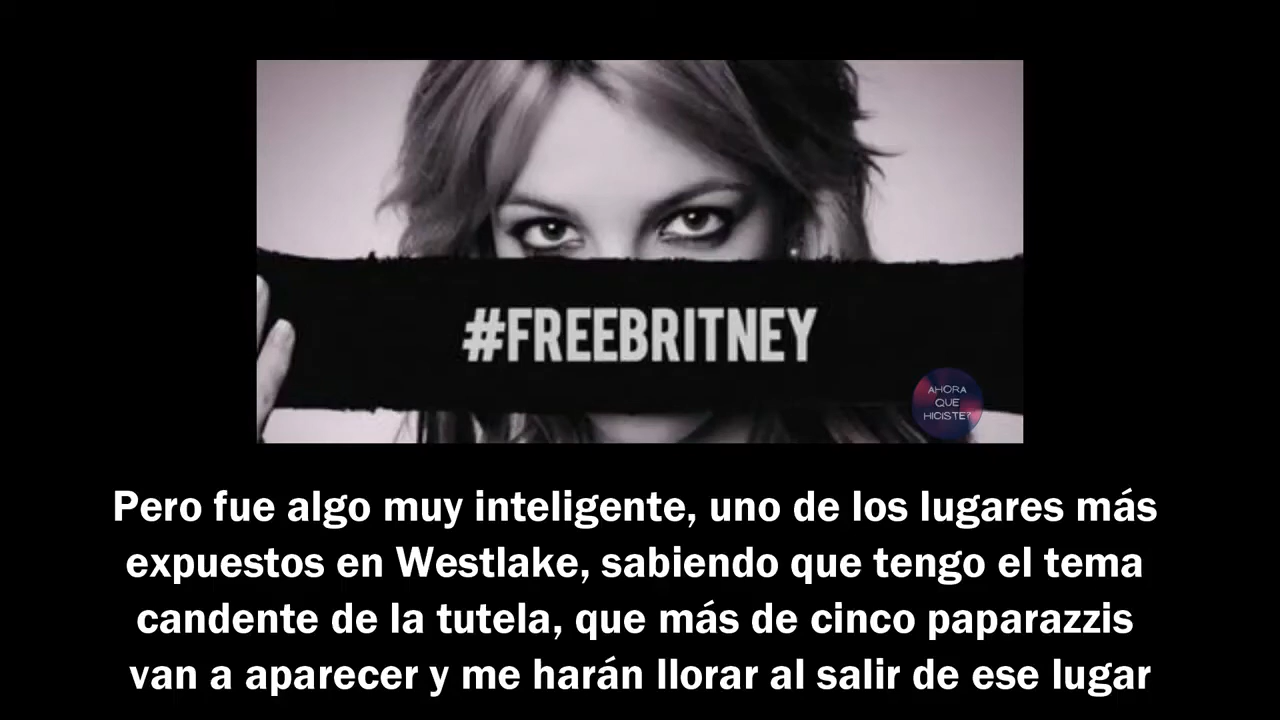 #FREEBRITNEY
AHORA
QUE
HICISTE?
Pero fue algo muy inteligente, uno de los lugares más
expuestos en Westlake, sabiendo que tengo el tema
candente de la tutela, que más de cinco paparazzis
van a aparecer y me harán llorar al salir de ese lugar